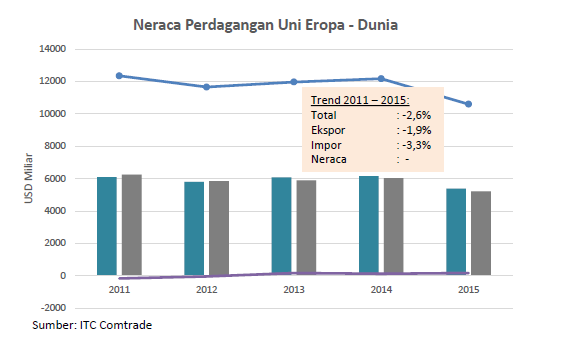 Neraca Perdagangan Uni Eropa - Dunia
14000
12000
10000
8000
6000
4000
2000
0
-2000
USD Miliar
Trend 2011 – 2015:
Total : -2,6%
Ekspor : -1,9%
Impor : -3,3%
Neraca : -
2011 2012 2013 2014 2015
Sumber: ITC Comtrade